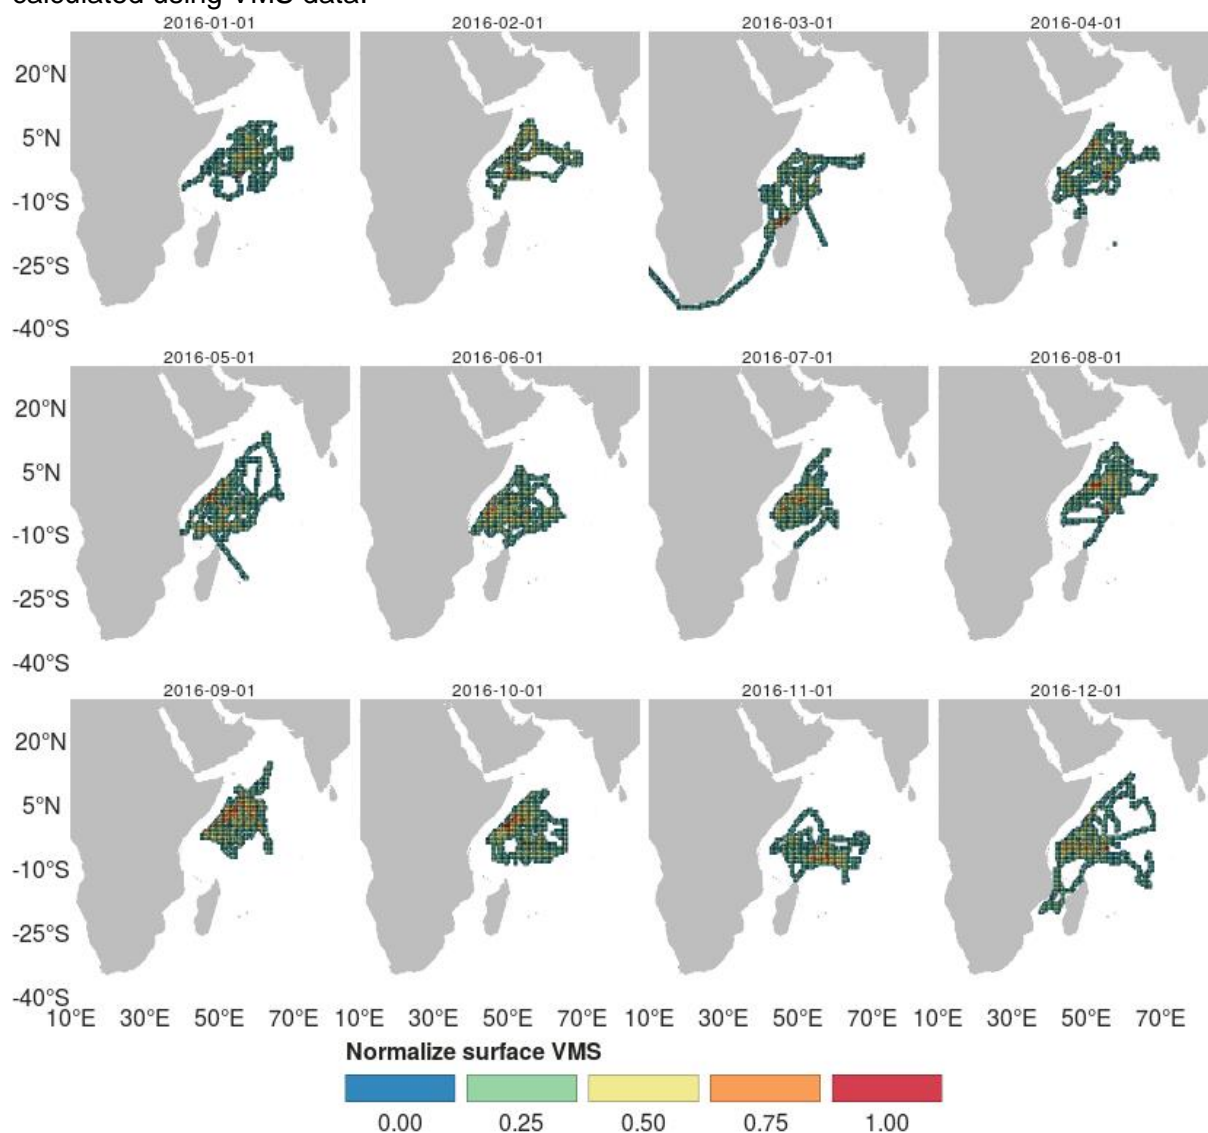 calculated using VMS data.
2016-01-01 2016-02-01 2016-03-01 2016-04-01
20°N
5°N
-10°S
-25°S
-40°S
2016-05-01 2016-06-01 2016-07-01 2016-08-01
20°N
5°N
-10°S
-25°S
-40°S
2016-09-01 2016-10-01 2016-11-01 2016-12-01
20°N
5°N
-10°S
-25°S
-40°S
10°E 30°E 50°E 70°E 10°E 30°E 50°E 70°E 10°E 30°E 50°E 70°E 10°E 30°E 50°E 70°E
Normalize surface VMS
0.00 0.25 0.50 0.75 1.00